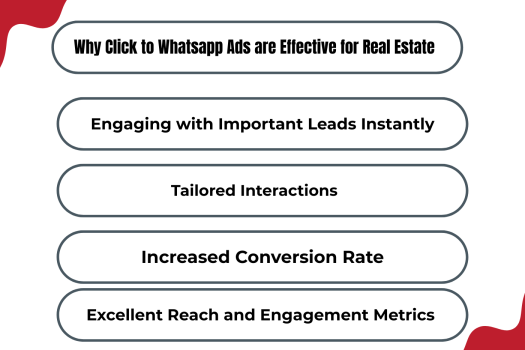 Why Click to Whatsapp Ads are Effective for Real Estate
Engaging with Important Leads Instantly
Tailored Interactions
Increased Conversion Rate
Excellent Reach and Engagement Metrics